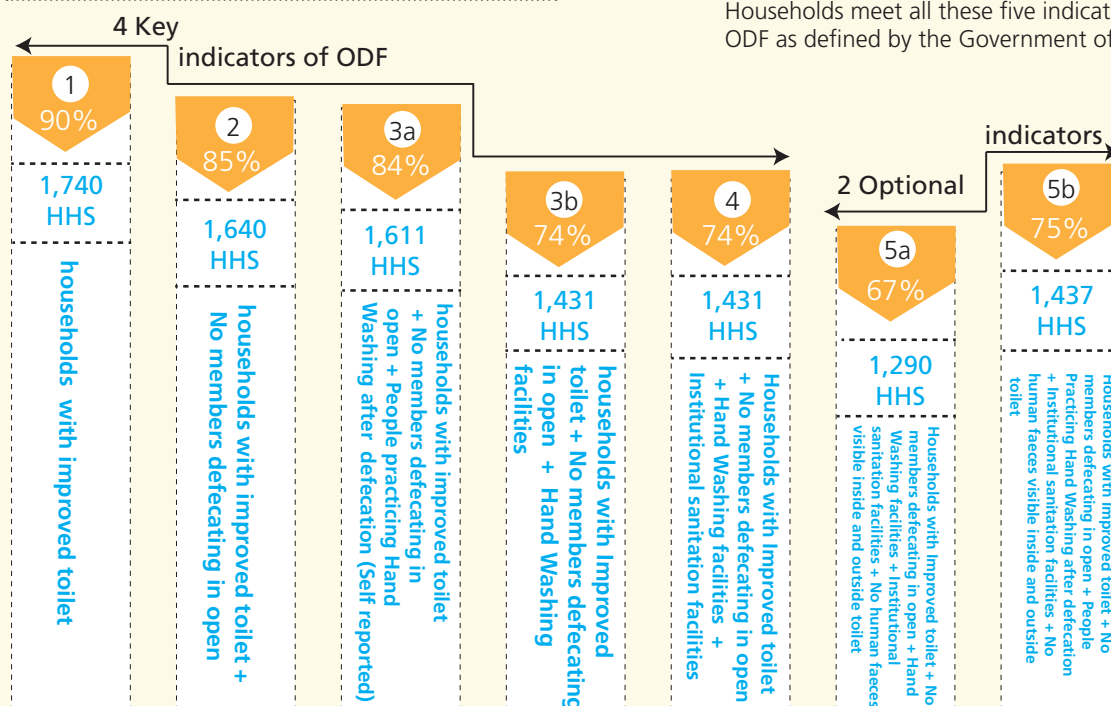 Households meet all these five indicat
ODF as defined by the Government of
4 Key
indicators of ODF
1
90%
1,740
HHS
households with improved toilet
2
85%
1,640
HHS
household with improved toilet +
No members defecating in open
3a
84%
1,611
HHS
households with improved toilet
+ No members defecating in
open + People practicing Hand
Washing after defecation (Self reported)
3b
74%
1,431
HHS
households with Improved
toilet + No members defecating
in open + Hand Washing
facilities
4
74%
1,431
HHS
Households with Improved toilet
+ No members defecating in open
+ Hand Washing facilities +
Institutional sanitation facilities
2 Optional
indicators
5a
67%
1,290
HHS
Households with Improved toilet + No
members defecating in open + Hand
Washing facilities + Institutional
sanitation facilities + No human faeces
visible inside and outside toilet
5b
75%
1,437
HHS
Households with Improved toilet + No
members defecating in open + People
Practicing Hand Washing after defecation
+ Institutional sanitation facilities + No
human faeces visible inside and outside
toilet